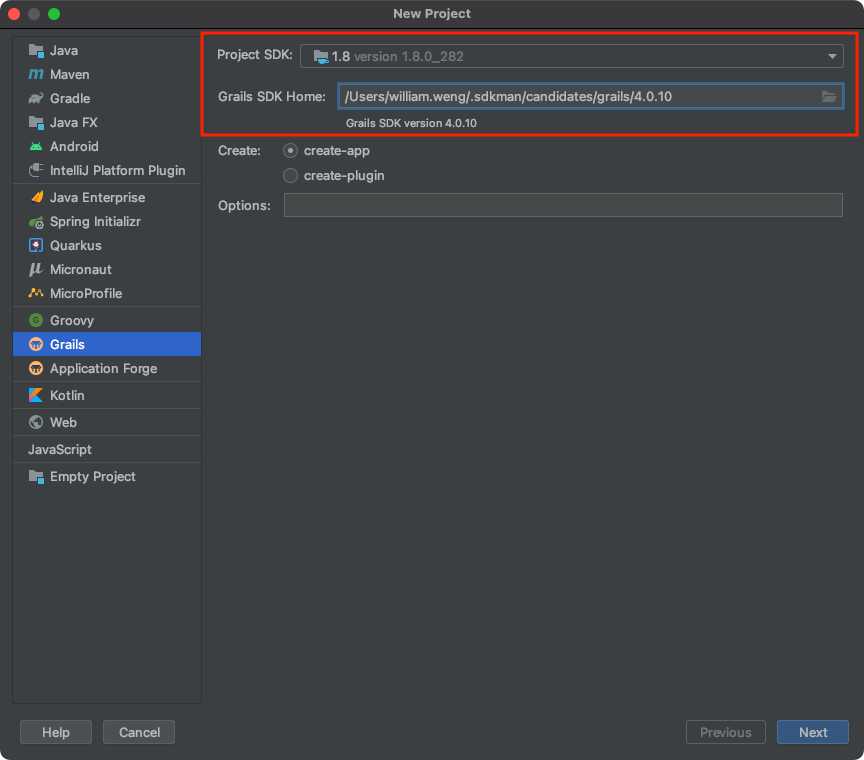 New Project
Java
Maven
Gradle
Java FX
Android
IntelliJ Platform Plugin
Java Enterprise
Spring Initializr
Quarkus
Micronaut
MicroProfile
Groovy
Grails
Application Forge
Kotlin
Web
JavaScript
Empty Project
Project SDK: 1.8 version 1.8.0_282
Grails SDK Home: /Users/william.weng/.sdkman/candidates/grails/4.0.10
Grails SDK version 4.0.10
Create: create-app
create-plugin
Options:
Help Cancel Previous Next